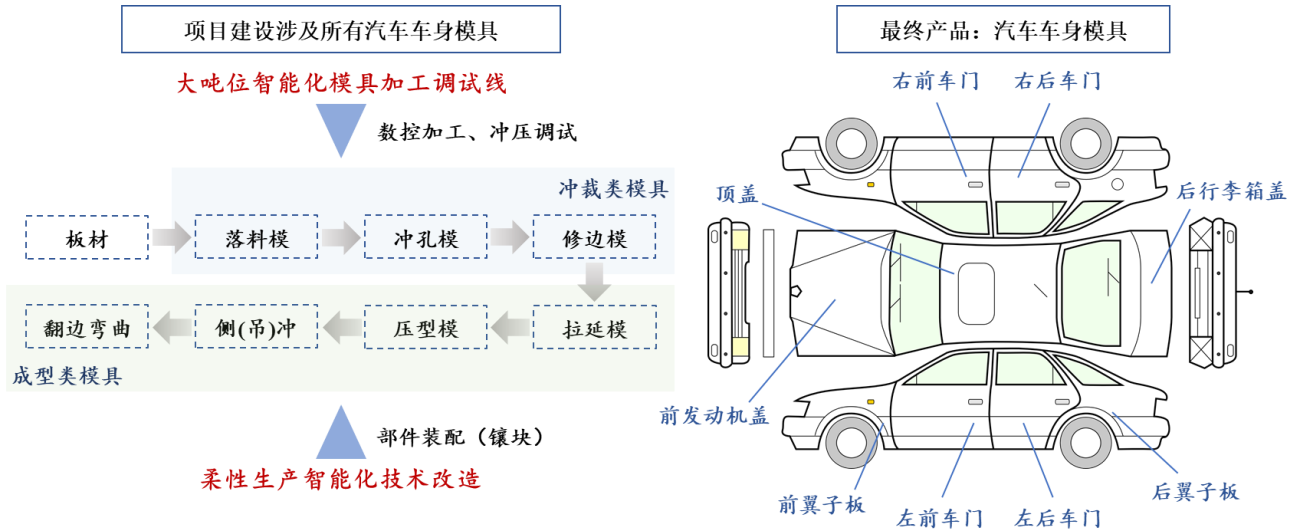 项目建设涉及所有汽车车身模具
大吨位智能化模具加工调试线
数控加工、冲压调试
冲裁类模具
板材
落料模
冲孔模
修边模
翻边弯曲
侧(吊)冲
压型模
拉延模
成型类模具
部件装配（镶块）
柔性生产智能化技术改造
最终产品：汽车车身模具
右前车门
右后车门
顶盖
后行李箱盖
前发动机盖
前翼子板
左前车门
左后车门
后翼子板